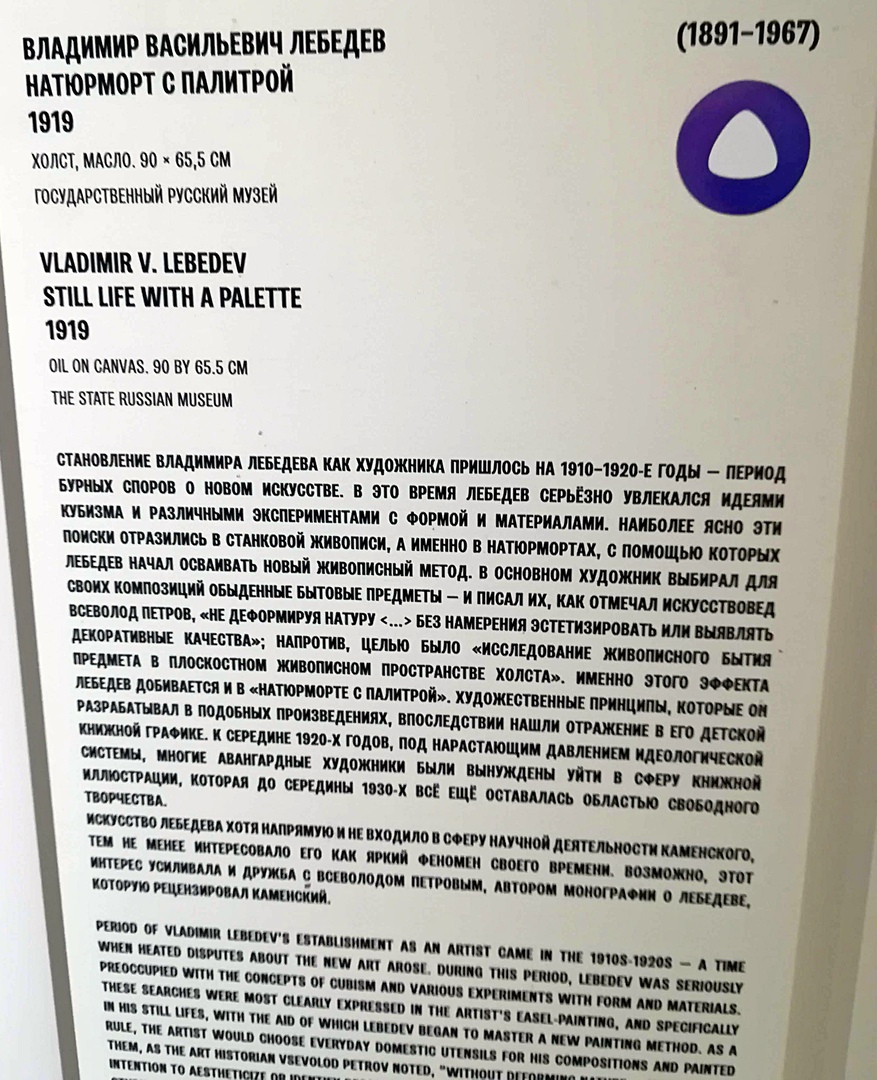 ВЛАДИМИР ВАСИЛЬЕВИЧ ЛЕБЕДЕВ
(1891–1967)
НАТЮРМОРТ С ПАЛИТРОЙ
1919
ХОЛСТ, МАСЛО. 90 × 65,5 СМ
ГОСУДАРСТВЕННЫЙ РУССКИЙ МУЗЕЙ
VLADIMIR V. LEBEDEV
STILL LIFE WITH A PALETTE
1919
OIL ON CANVAS. 90 BY 65.5 CM
THE STATE RUSSIAN MUSEUM
СТАНОВЛЕНИЕ ВЛАДИМИРА ЛЕБЕДЕВА КАК ХУДОЖНИКА ПРИШЛОСЬ НА 1910–1920-Е ГОДЫ — ПЕРИОД
БУРНЫХ СПОРОВ О НОВОМ ИСКУССТВЕ. В ЭТО ВРЕМЯ ЛЕБЕДЕВ СЕРЬЁЗНО УВЛЕКАЛСЯ ИДЕЯМИ
КУБИЗМА И РАЗЛИЧНЫМИ ЭКСПЕРИМЕНТАМИ С ФОРМОЙ И МАТЕРИАЛАМИ. НАИБОЛЕЕ ЯСНО ЭТИ
ПОИСКИ ОТРАЗИЛИСЬ В СТАНКОВОЙ ЖИВОПИСИ, А ИМЕННО В НАТЮРМОРТАХ, С ПОМОЩЬЮ КОТОРЫХ
ЛЕБЕДЕВ НАЧАЛ ОСВАИВАТЬ НОВЫЙ ЖИВОПИСНЫЙ МЕТОД. В ОСНОВНОМ ХУДОЖНИК ВЫБИРАЛ ДЛЯ
СВОИХ КОМПОЗИЦИЙ ОБЫДЕННЫЕ БЫТОВЫЕ ПРЕДМЕТЫ — И ПИСАЛ ИХ, КАК ОТМЕЧАЛ ИСКУССТВОВЕД
ВСЕВОЛОД ПЕТРОВ, «НЕ ДЕФОРМИРУЯ НАТУРУ <...> БЕЗ НАМЕРЕНИЯ ЭСТЕТИЗИРОВАТЬ ИЛИ ВЫЯВЛЯТЬ
ДЕКОРАТИВНЫЕ КАЧЕСТВА»; НАПРОТИВ, ЦЕЛЬЮ БЫЛО «ИССЛЕДОВАНИЕ ЖИВОПИСНОГО БЫТИЯ
ПРЕДМЕТА В ПЛОСКОСТНОМ ЖИВОПИСНОМ ПРОСТРАНСТВЕ ХОЛСТА». ИМЕННО ЭТОГО ЭФФЕКТА
ЛЕБЕДЕВ ДОБИВАЕТСЯ И В «НАТЮРМОРТЕ С ПАЛИТРОЙ». ХУДОЖЕСТВЕННЫЕ ПРИНЦИПЫ, КОТОРЫЕ ОН
РАЗРАБАТЫВАЛ В ПОДОБНЫХ ПРОИЗВЕДЕНИЯХ, ВПОСЛЕДСТВИИ НАШЛИ ОТРАЖЕНИЕ В ЕГО ДЕТСКОЙ
КНИЖНОЙ ГРАФИКЕ. К СЕРЕДИНЕ 1920-Х ГОДОВ, ПОД НАРАСТАЮЩИМ ДАВЛЕНИЕМ ИДЕОЛОГИЧЕСКОЙ
СИСТЕМЫ, МНОГИЕ АВАНГАРДНЫЕ ХУДОЖНИКИ БЫЛИ ВЫНУЖДЕНЫ УЙТИ В СФЕРУ КНИЖНОЙ
ИЛЛЮСТРАЦИИ, КОТОРАЯ ДО СЕРЕДИНЫ 1930-Х ВСЁ ЕЩЁ ОСТАВАЛАСЬ ОБЛАСТЬЮ СВОБОДНОГО
ТВОРЧЕСТВА.
ИСКУССТВО ЛЕБЕДЕВА ХОТЯ НАПРЯМУЮ И НЕ ВХОДИЛО В СФЕРУ НАУЧНОЙ ДЕЯТЕЛЬНОСТИ КАМЕНСКОГО,
ТЕМ НЕ МЕНЕЕ ИНТЕРЕСОВАЛО ЕГО КАК ЯРКИЙ ФЕНОМЕН СВОЕГО ВРЕМЕНИ. ВОЗМОЖНО, ЭТОТ
ИНТЕРЕС УСИЛИВАЛА И ДРУЖБА С ВСЕВОЛОДОМ ПЕТРОВЫМ, АВТОРОМ МОНОГРАФИИ О ЛЕБЕДЕВЕ,
КОТОРУЮ РЕЦЕНЗИРОВАЛ КАМЕНСКИЙ.
PERIOD OF VLADIMIR LEBEDEV'S ESTABLISHMENT AS AN ARTIST CAME IN THE 1910S-1920S — A TIME
WHEN HEATED DISPUTES ABOUT THE NEW ART AROSE. DURING THIS PERIOD, LEBEDEV WAS SERIOUSLY
PREOCCUPIED WITH THE CONCEPTS OF CUBISM AND VARIOUS EXPERIMENTS WITH FORM AND MATERIALS.
THESE SEARCHES WERE MOST CLEARLY EXPRESSED IN THE ARTIST'S EASEL-PAINTING, AND SPECIFICALLY
IN HIS STILL LIFES, WITH THE AID OF WHICH LEBEDEV BEGAN TO MASTER A NEW PAINTING METHOD. AS A
RULE, THE ARTIST WOULD CHOOSE EVERYDAY DOMESTIC UTENSILS FOR HIS COMPOSITIONS AND PAINTED
THEM, AS THE ART HISTORIAN VSEVOLOD PETROV NOTED, "WITHOUT DEFORMING
INTENTION TO AESTHETICIZE OR